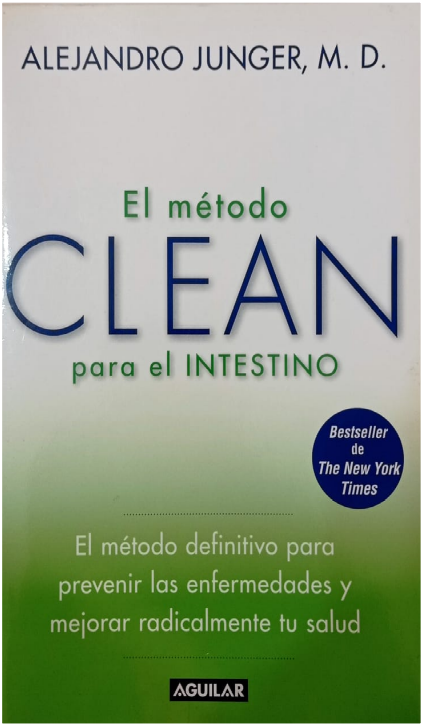 ALEJANDRO JUNGER, M. D.
El método
CLEAN
para el INTESTINO
Bestseller
de
The New York
Times
El método definitivo para
prevenir las enfermedades y
mejorar radicalmente tu salud
AGUILAR